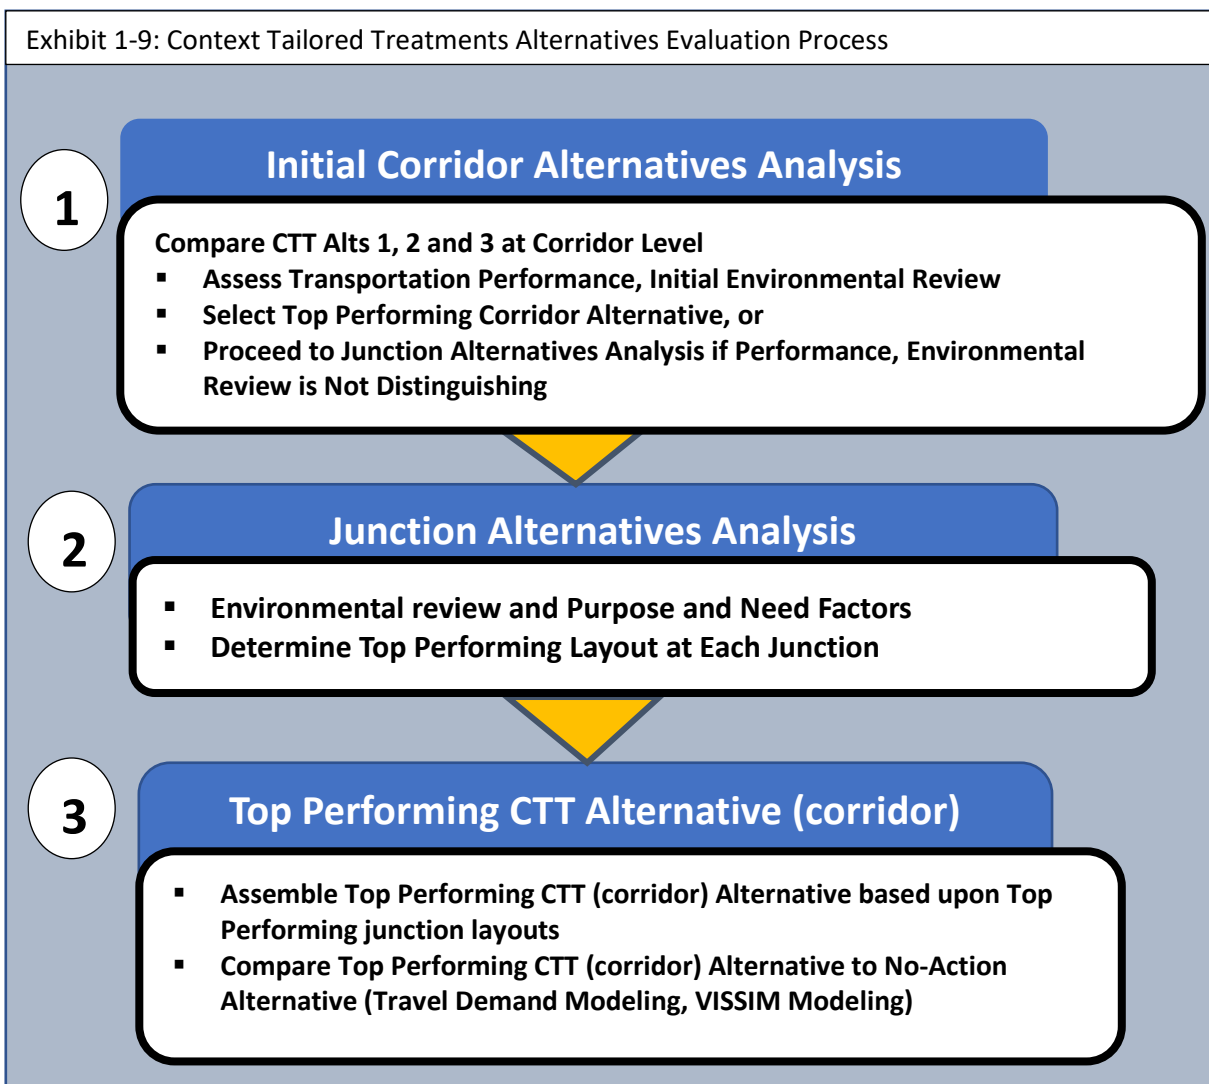 Exhibit 1-9: Context Tailored Treatments Alternatives Evaluation Process
1
Initial Corridor Alternatives Analysis
Compare CTT Alts 1, 2 and 3 at Corridor Level
▪ Assess Transportation Performance, Initial Environmental Review
▪ Select Top Performing Corridor Alternative, or
▪ Proceed to Junction Alternatives Analysis if Performance, Environmental
Review is Not Distinguishing
2
Junction Alternatives Analysis
▪ Environmental review and Purpose and Need Factors
▪ Determine Top Performing Layout at Each Junction
3
Top Performing CTT Alternative (corridor)
▪ Assemble Top Performing CTT (corridor) Alternative based upon Top
Performing junction layouts
▪ Compare Top Performing CTT (corridor) Alternative to No-Action
Alternative (Travel Demand Modeling, VISSIM Modeling)